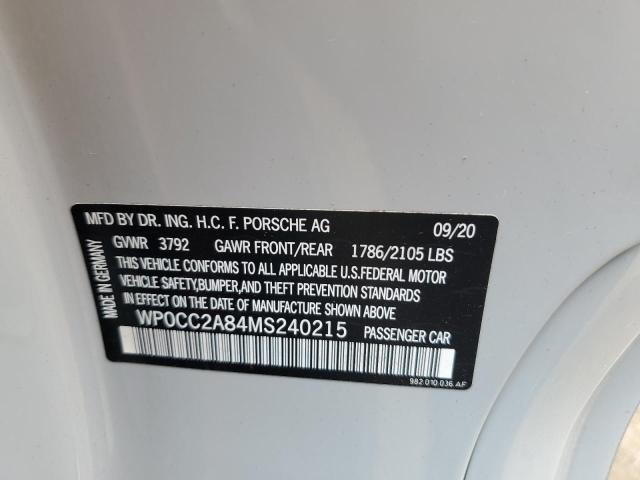 MFD BY DR. ING. H.C. F. PORSCHE AG 09/20
GVWR 3792 GAWR FRONT/REAR 1786/2105 LBS
THIS VEHICLE CONFORMS TO ALL APPLICABLE U.S.FEDERAL MOTOR
VEHICLE SAFETY,BUMPER,AND THEFT PREVENTION STANDARDS
IN EFFECT ON THE DATE OF MANUFACTURE SHOWN ABOVE
WP0CC2A84MS240215 PASSENGER CAR
MADE IN GERMANY
982 010 036 AF